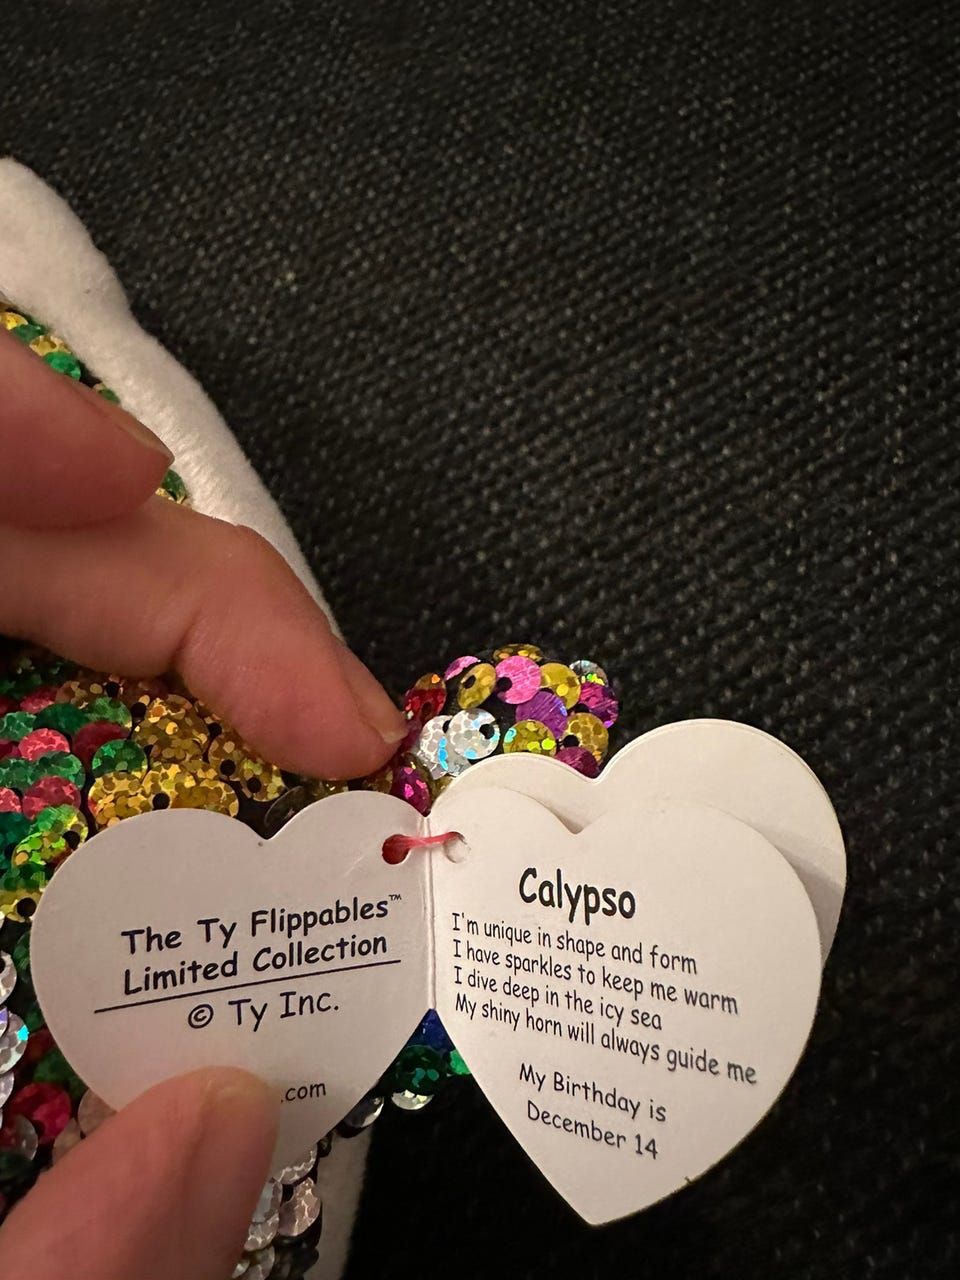 The Ty Flippables™
Limited Collection
© Ty Inc.
.com
Calypso
I'm unique in shape and form
I have sparkles to keep me warm
I dive deep in the icy sea
My shiny horn will always guide me
My Birthday is
December 14